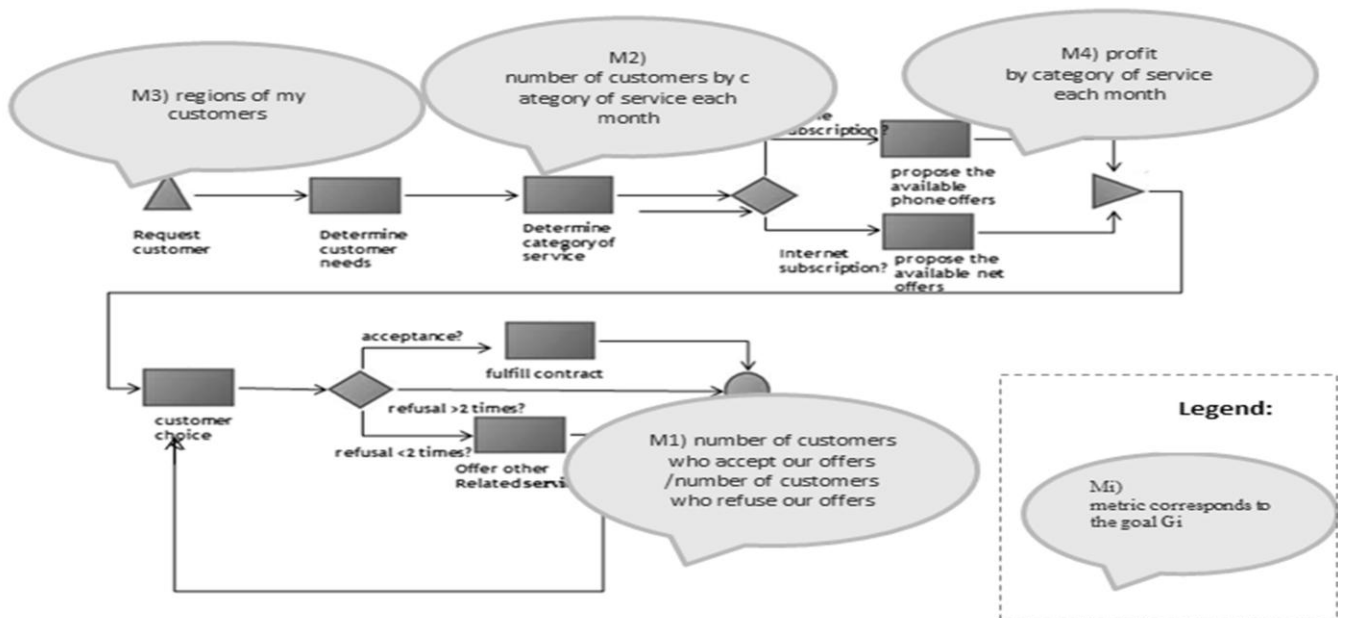 M3) regions of my
customers
M2)
number of customers by c
ategory of service each
month
M4) profit
by category of service
each month
subscription?
Request
customer
Determine
customer
needs
Determine
category of
service
propose the
available
phone offers
Internet
subscription?
propose the
available net
offers
acceptance?
fulfill contract
customer
choice
refusal >2 times?
refusal <2 times?
Offer other
Related
M1) number of customers
who accept our offers
/number of customers
who refuse our offers
Legend:
Mi)
metric corresponds to
the goal Gi